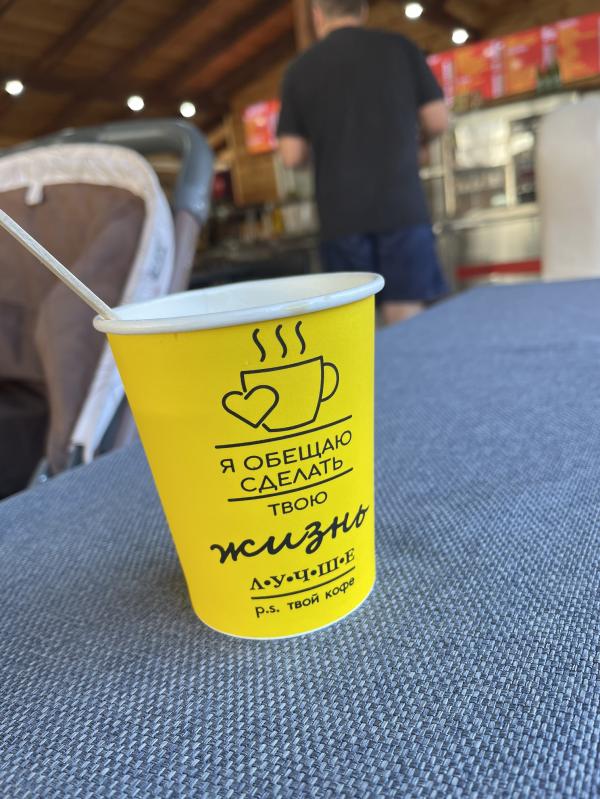 Я ОБЕЩАЮ
СДЕЛАТЬ
ТВОЮ
жизнь
Л•У•Ч•Ш•Е
p.s. твой кофе